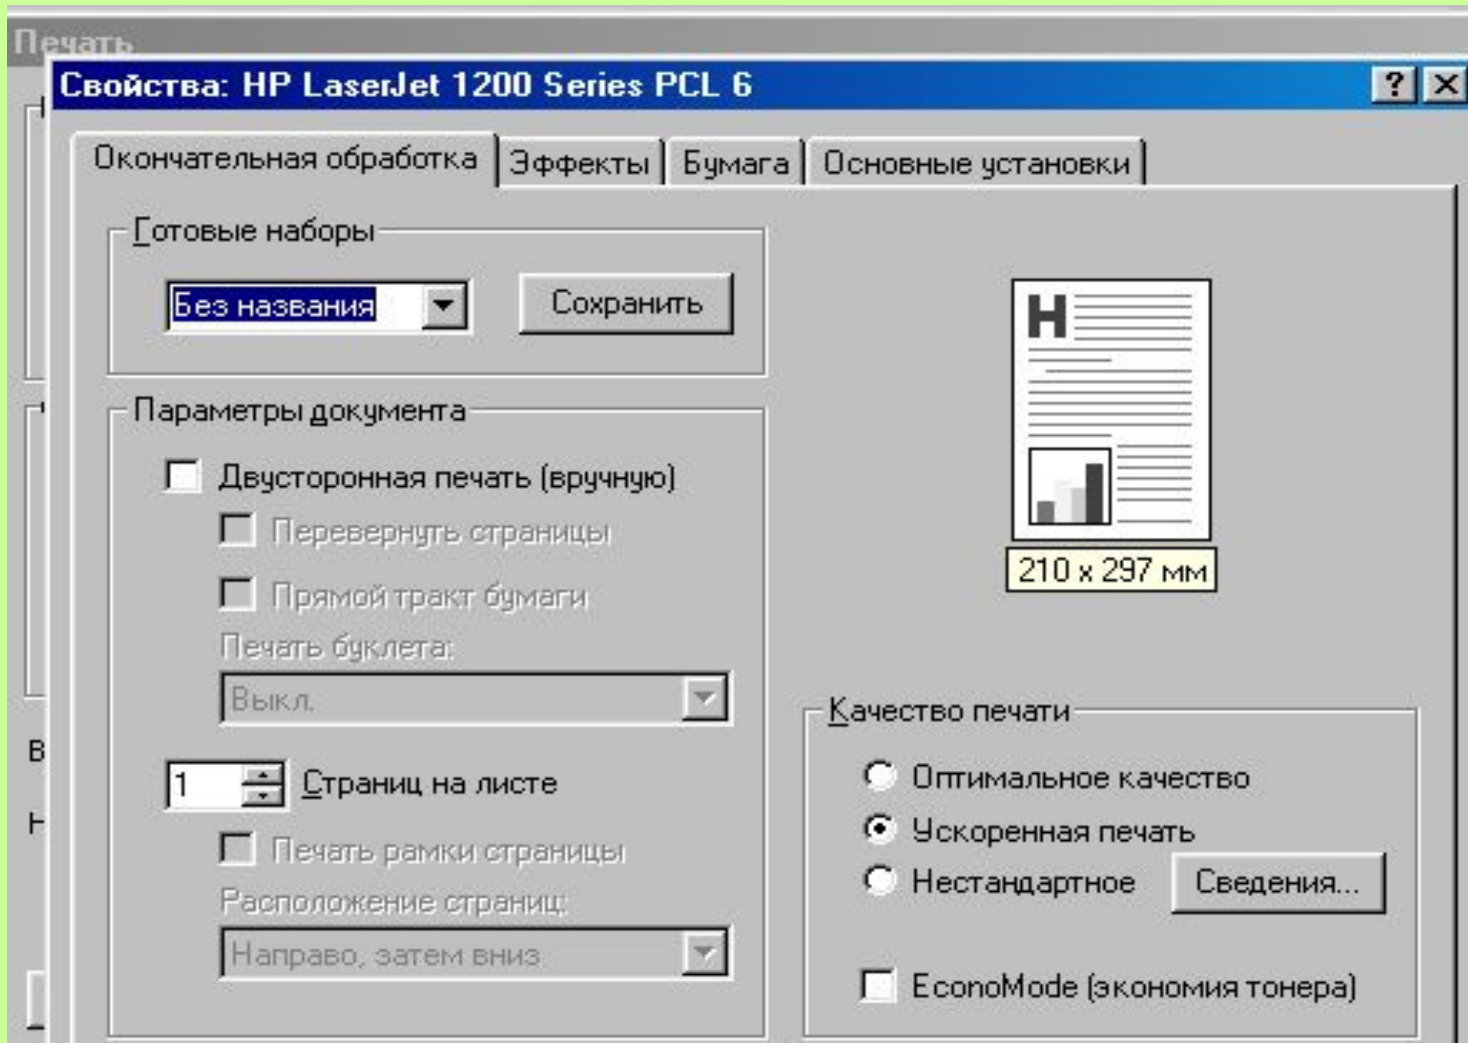 Печать
Свойства: HP LaserJet 1200 Series PCL 6
Окончательная обработка
Эффекты
Бумага
Основные установки
Готовые наборы
Без названия
Сохранить
H
210 x 297 мм
Параметры документа
Двусторонная печать (вручную)
Перевернуть страницы
Прямой тракт бумаги
Печать буклета:
Выкл.
1 Страниц на листе
Печать рамки страницы
Расположение страниц:
Направо, затем вниз
Качество печати
Оптимальное качество
Ускоренная печать
Нестандартное
Сведения...
EconoMode (экономия тонера)